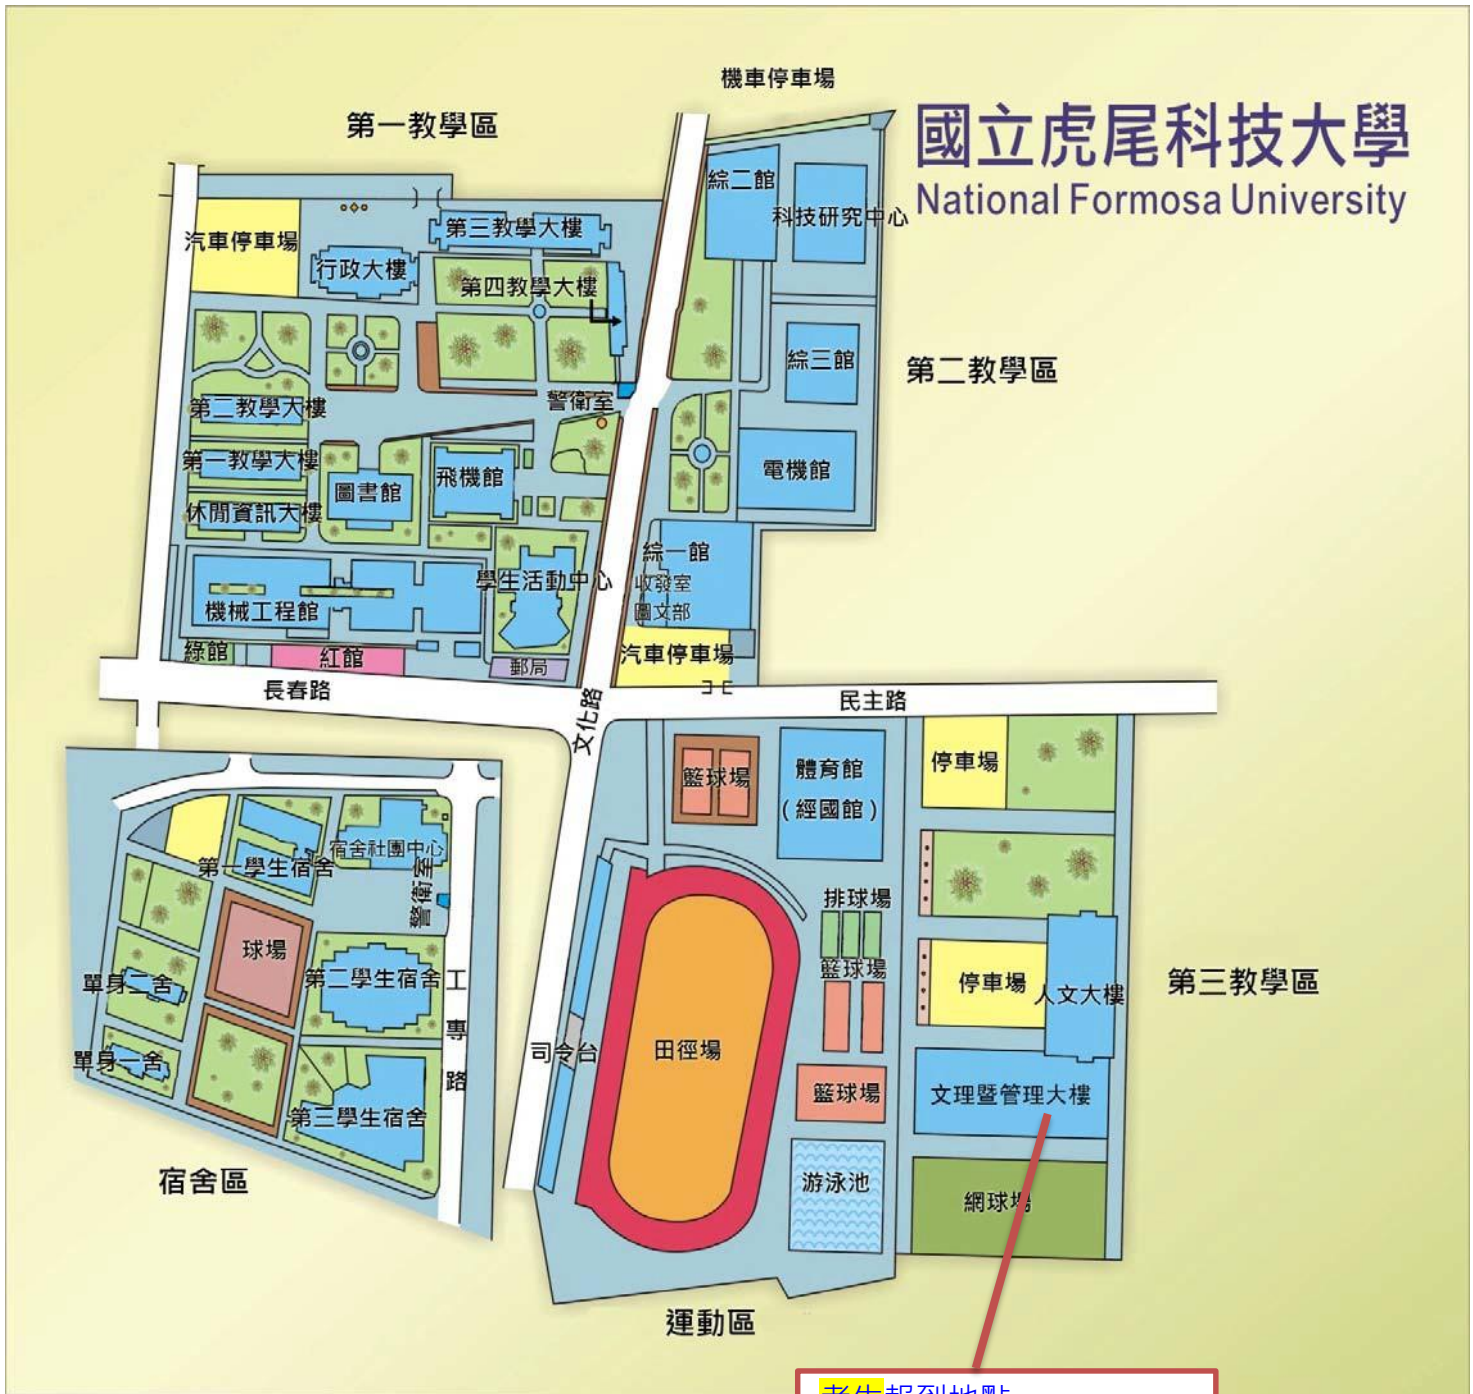 機車停車場
國立虎尾科技大學
National Formosa University
第一教學區
綜二館
科技研究中心
第三教學大樓
汽車停車場
行政大樓
第四教學大樓
綜三館
第二教學區
警衛室
第二教學大樓
第一教學大樓
飛機館
電機館
圖書館
休閒資訊大樓
綜一館
學生活動中心
收發室
圖文部
機械工程館
綠館
紅館
郵局
汽車停車場
長春路
文化路
民主路
籃球場
體育館
(經國館)
停車場
宿舍社團中心
第一學生宿舍
警衛室
排球場
球場
籃球場
第二學生宿舍
工專路
單身二舍
停車場
人文大樓
第三教學區
司令台
田徑場
單身一舍
籃球場
文理暨管理大樓
第三學生宿舍
宿舍區
游泳池
網球場
運動區
考生報到地點